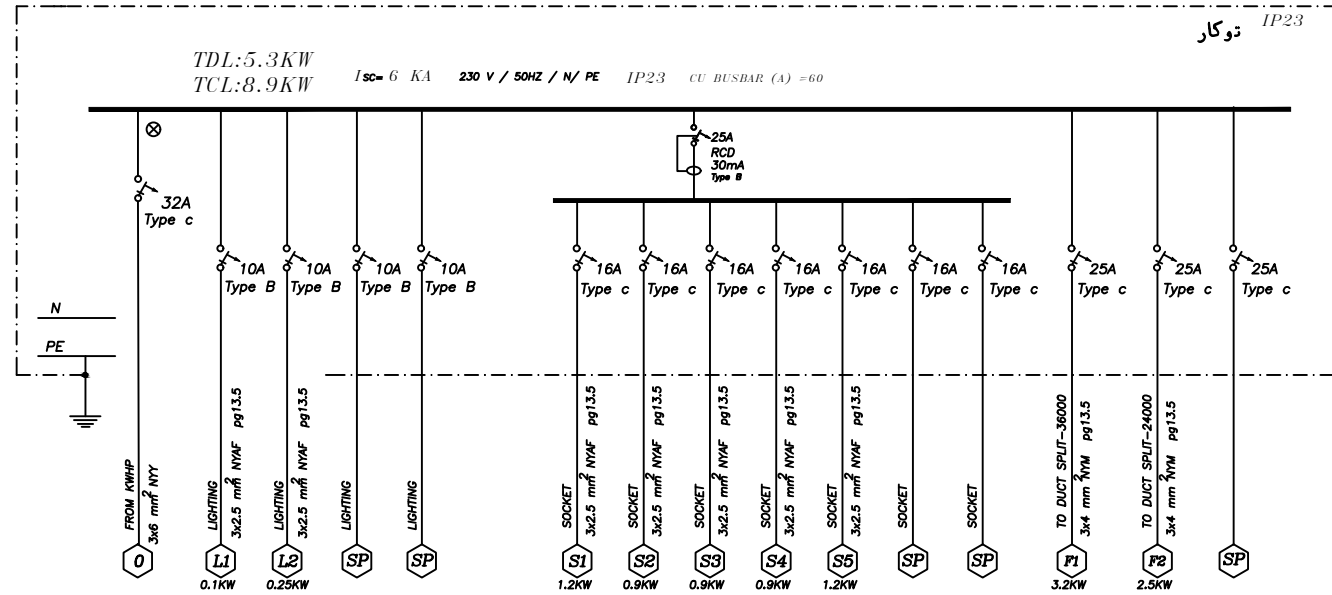 توکار IP23
TDL:5.3KW
TCL:8.9KW
Isc= 6 KA 230 V / 50HZ / N/ PE IP23 CU BUSBAR (A) =60
25A
RCD
30mA
Type B
32A
Type c
10A
Type B
10A
Type B
10A
Type B
10A
Type B
16A
Type c
16A
Type c
16A
Type c
16A
Type c
16A
Type c
16A
Type c
16A
Type c
25A
Type c
25A
Type c
25A
Type c
N
PE
FROM KWHP
3x6 mm² NYY
LIGHTING
3x2.5 mm² NYAF pg13.5
LIGHTING
3x2.5 mm² NYAF pg13.5
LIGHTING
LIGHTING
SOCKET
3x2.5 mm² NYAF pg13.5
SOCKET
3x2.5 mm² NYAF pg13.5
SOCKET
3x2.5 mm² NYAF pg13.5
SOCKET
3x2.5 mm² NYAF pg13.5
SOCKET
3x2.5 mm² NYAF pg13.5
SOCKET
SOCKET
TO DUCT SPLIT-36000
3x4 mm² NYM pg13.5
TO DUCT SPLIT-24000
3x4 mm² NYM pg13.5
0 L1 L2 SP SP S1 S2 S3 S4 S5 SP SP F1 F2 SP
0.1KW 0.25KW 1.2KW 0.9KW 0.9KW 0.9KW 1.2KW 3.2KW 2.5KW